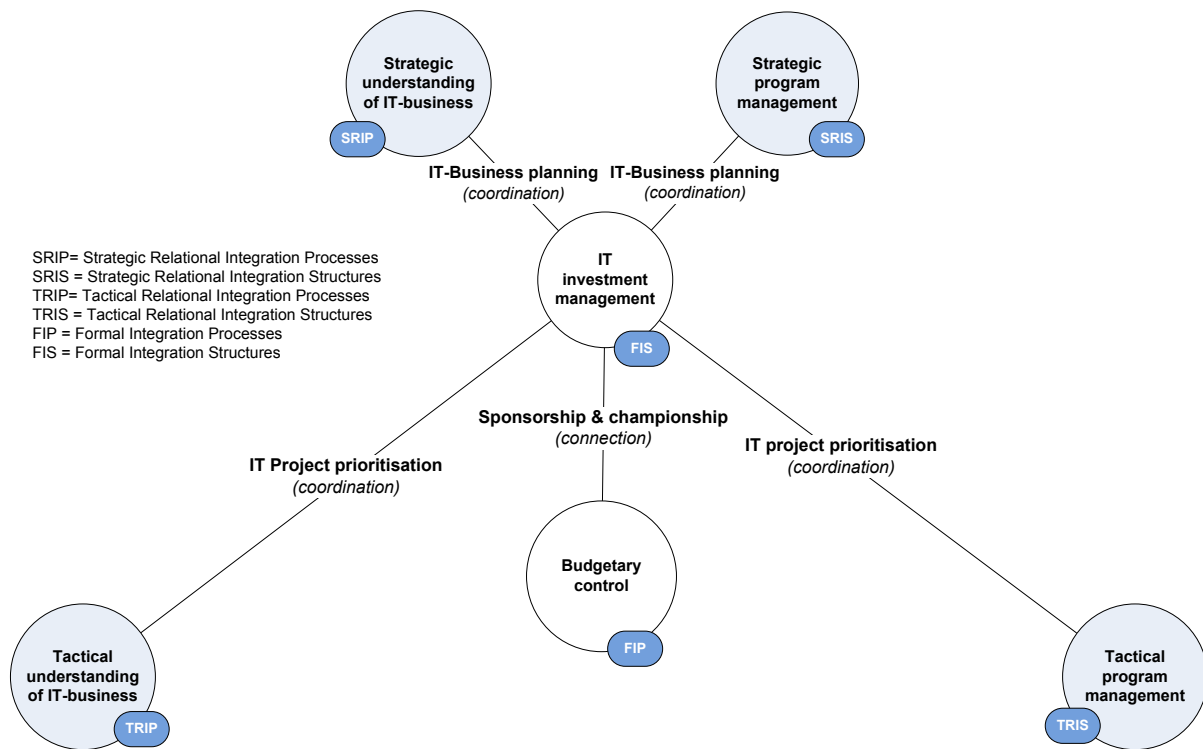 Strategic
understanding
of IT-business
SRIP
Strategic
program
management
SRIS
IT-Business planning
(coordination)
IT-Business planning
(coordination)
IT
investment
management
FIS
SRIP= Strategic Relational Integration Processes
SRIS = Strategic Relational Integration Structures
TRIP= Tactical Relational Integration Processes
TRIS = Tactical Relational Integration Structures
FIP = Formal Integration Processes
FIS = Formal Integration Structures
Sponsorship & championship
(connection)
IT Project prioritisation
(coordination)
IT project prioritisation
(coordination)
Budgetary
control
FIP
Tactical
understanding
of IT-business
TRIP
Tactical
program
management
TRIS